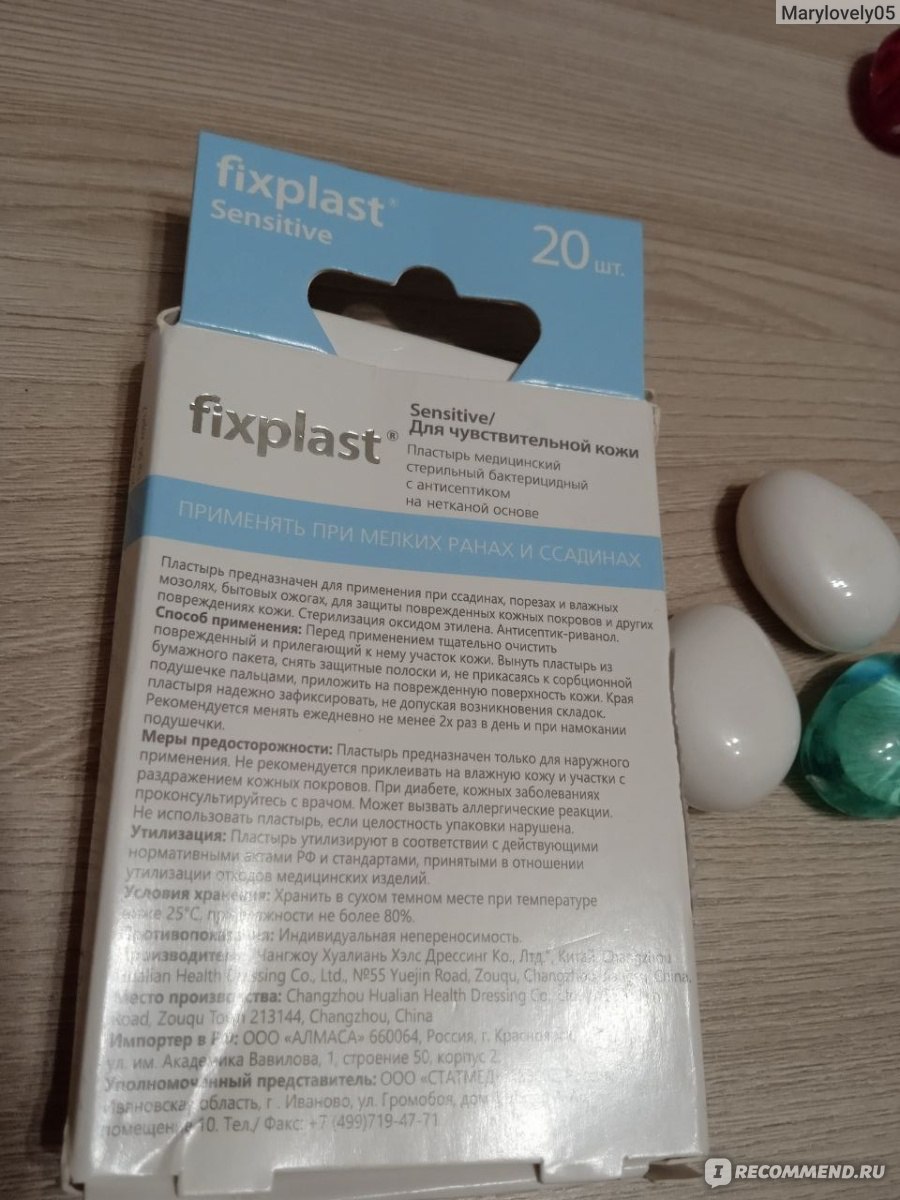 Marylovely05
fixplast®
Sensitive
20 шт.
fixplast®
Sensitive/
Для чувствительной кожи
Пластырь медицинский
стерильный бактерицидный
с антисептиком
на нетканой основе
ПРИМЕНЯТЬ ПРИ МЕЛКИХ РАНАХ И ССАДИНАХ
Пластырь предназначен для применения при ссадинах, порезах и влажных
мозолях, бытовых ожогах, для защиты поврежденных кожных покровов и других
повреждениях кожи. Стерилизация оксидом этилена. Антисептик-риванол.
Способ применения: Перед применением тщательно очистить
поврежденный и прилегающий к нему участок кожи. Вынуть пластырь из
бумажного пакета, снять защитные полоски и, не прикасаясь к сорбционной
подушечке пальцами, приложить на поврежденную поверхность кожи. Края
пластыря надежно зафиксировать, не допуская возникновения складок.
Рекомендуется менять ежедневно не менее 2х раз в день и при намокании
подушечки.
Меры предосторожности: Пластырь предназначен только для наружного
применения. Не рекомендуется приклеивать на влажную кожу и участки с
раздражением кожных покровов. При диабете, кожных заболеваниях
проконсультируйтесь с врачом. Может вызвать аллергические реакции.
Не использовать пластырь, если целостность упаковки нарушена.
Утилизация: Пластырь утилизируют в соответствии с действующими
нормативными актами РФ и стандартами, принятыми в отношении
утилизации отходов медицинских изделий.
Условия хранения: Хранить в сухом темном месте при температуре
ниже 25°C, при влажности не более 80%.
Противопоказания: Индивидуальная непереносимость.
Производитель: "Чангжоу Хуалиань Хэлс Дрессинг Ко., Лтд.", Китай, Changzhou
Hualian Health Dressing Co., Ltd., №55 Yuejin Road, Zouqu, Changzhou, China.
Место производства: Changzhou Hualian Health Dressing Co.,
Road, Zouqu Town 213144, Changzhou, China
Импортер в РФ: ООО «АЛМАСА» 660064, Россия, г.
ул. им. Академика Вавилова, 1, строение 50, корпус 2,
Уполномоченный представитель: ООО «СТАТМЕД»
Ивановская область, г. Иваново, ул. Громобоя, дом
помещение 10. Тел./ Факс: +7 (499)719-47-71
IRECOMMEND.RU